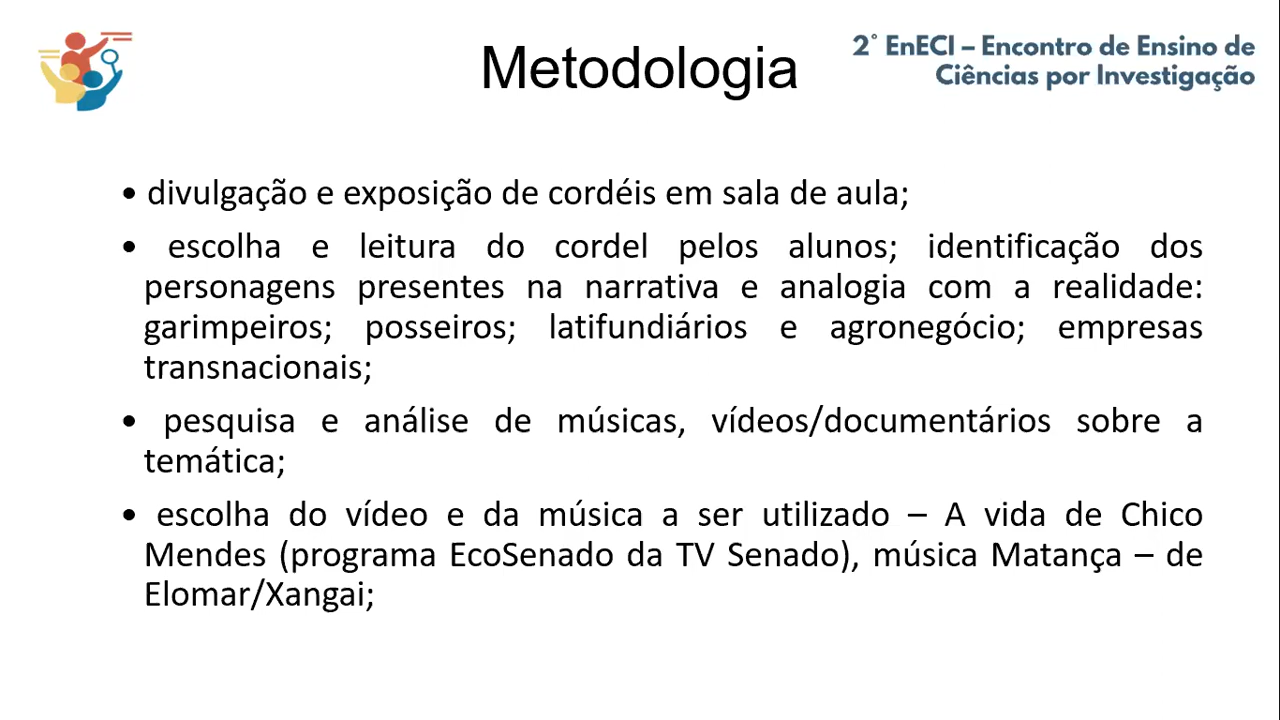 Metodologia
2° EnECI – Encontro de Ensino de
Ciências por Investigação
• divulgação e exposição de cordéis em sala de aula;
• escolha e leitura do cordel pelos alunos; identificação dos
personagens presentes na narrativa e analogia com a realidade:
garimpeiros; posseiros; latifundiários e agronegócio; empresas
transnacionais;
• pesquisa e análise de músicas, vídeos/documentários sobre a
temática;
• escolha do vídeo e da música a ser utilizado – A vida de Chico
Mendes (programa EcoSenado da TV Senado), música Matança – de
Elomar/Xangai;